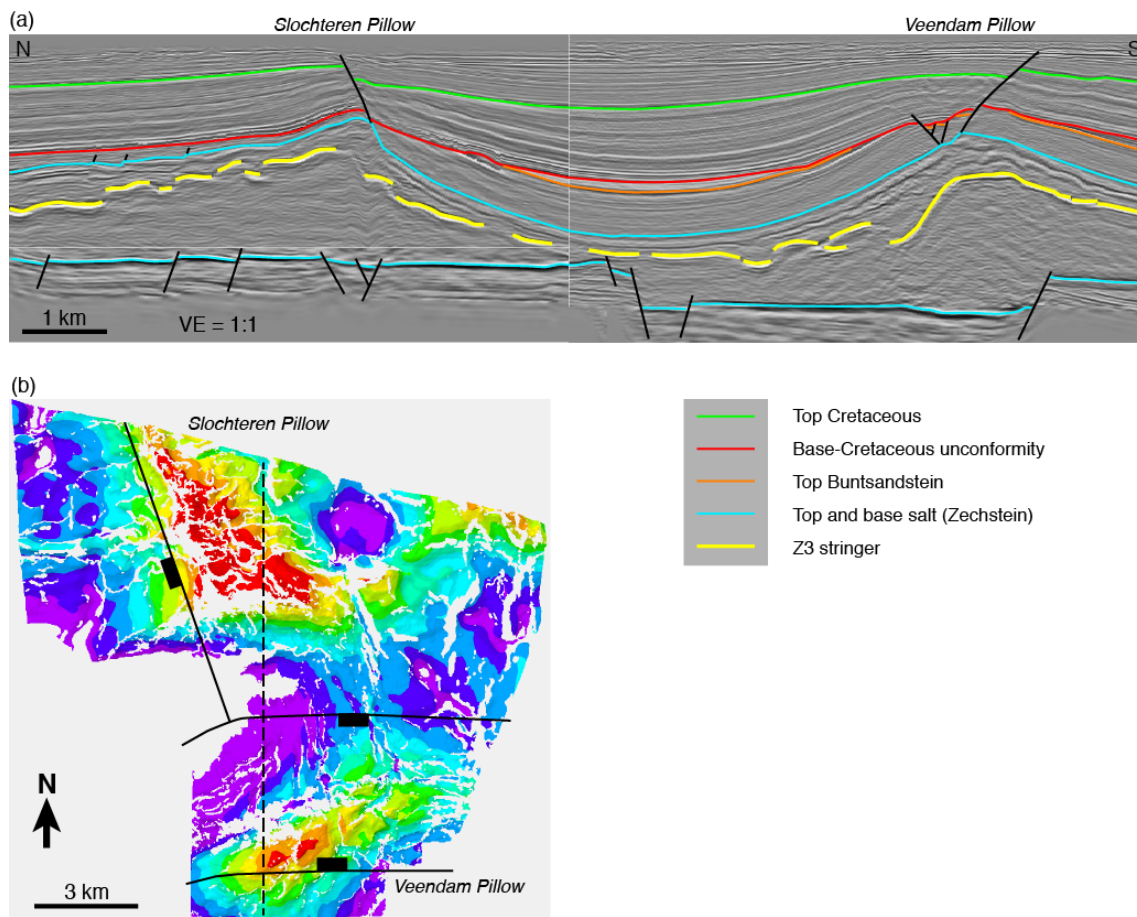 (a)
Slochteren Pillow
Veendam Pillow
N
S
1 km
VE = 1:1
(b)
Slochteren Pillow
Top Cretaceous
Base-Cretaceous unconformity
Top Buntsandstein
Top and base salt (Zechstein)
Z3 stringer
N
3 km
Veendam Pillow